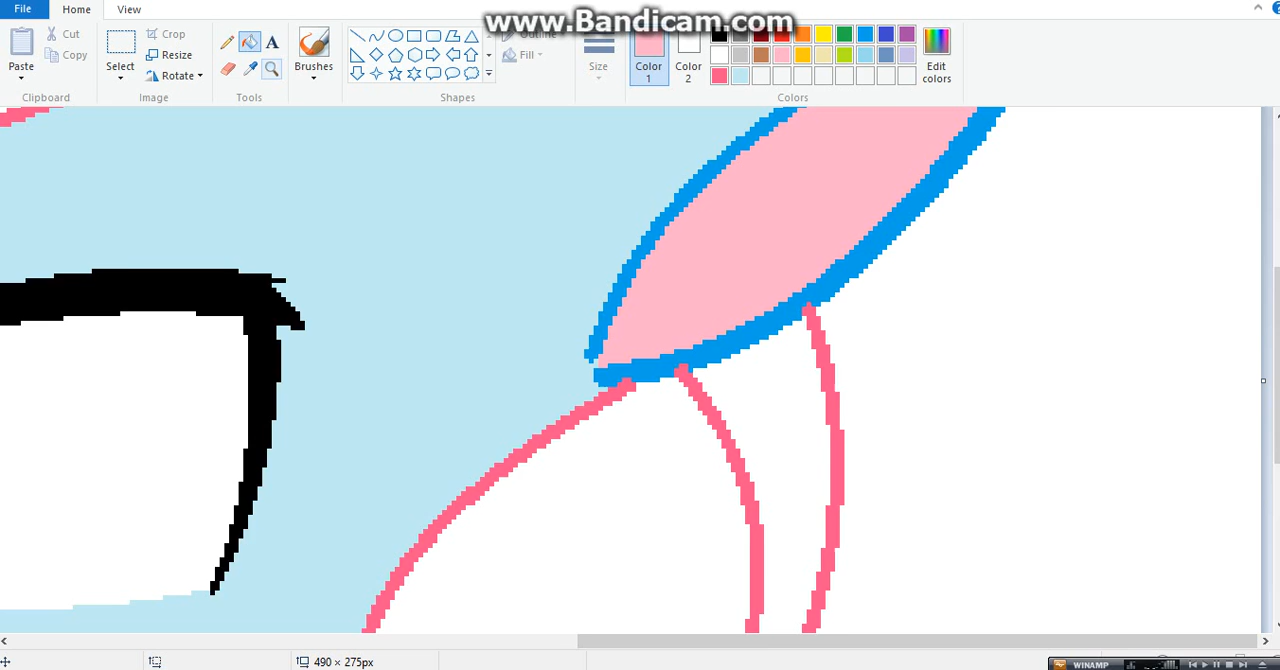 File
Home
View
www.Bandicam.com
Paste
Cut
Copy
Clipboard
Select
Crop
Resize
Rotate
Image
A
Tools
Brushes
Outline
Fill
Shapes
Size
Color
1
Color
2
Edit
colors
Colors
490 × 275px
WINAMP